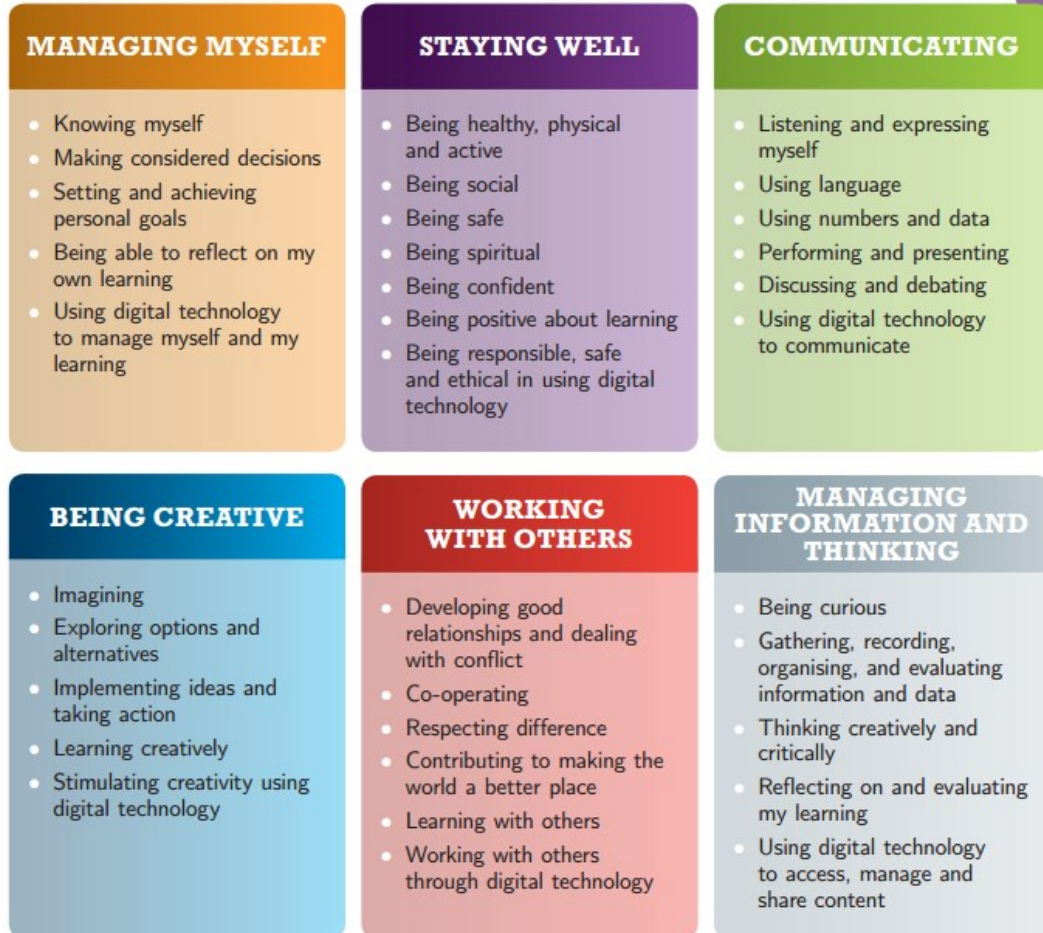 MANAGING MYSELF
• Knowing myself
• Making considered decisions
• Setting and achieving
personal goals
• Being able to reflect on my
own learning
• Using digital technology
to manage myself and my
learning
STAYING WELL
• Being healthy, physical
and active
• Being social
• Being safe
• Being spiritual
• Being confident
• Being positive about learning
• Being responsible, safe
and ethical in using digital
technology
COMMUNICATING
• Listening and expressing
myself
• Using language
• Using numbers and data
• Performing and presenting
• Discussing and debating
• Using digital technology
to communicate
BEING CREATIVE
• Imagining
• Exploring options and
alternatives
• Implementing ideas and
taking action
• Learning creatively
• Stimulating creativity using
digital technology
WORKING
WITH OTHERS
• Developing good
relationships and dealing
with conflict
• Co-operating
• Respecting difference
• Contributing to making the
world a better place
• Learning with others
• Working with others
through digital technology
MANAGING
INFORMATION AND
THINKING
• Being curious
• Gathering, recording,
organising, and evaluating
information and data
• Thinking creatively and
critically
• Reflecting on and evaluating
my learning
• Using digital technology
to access, manage and
share content